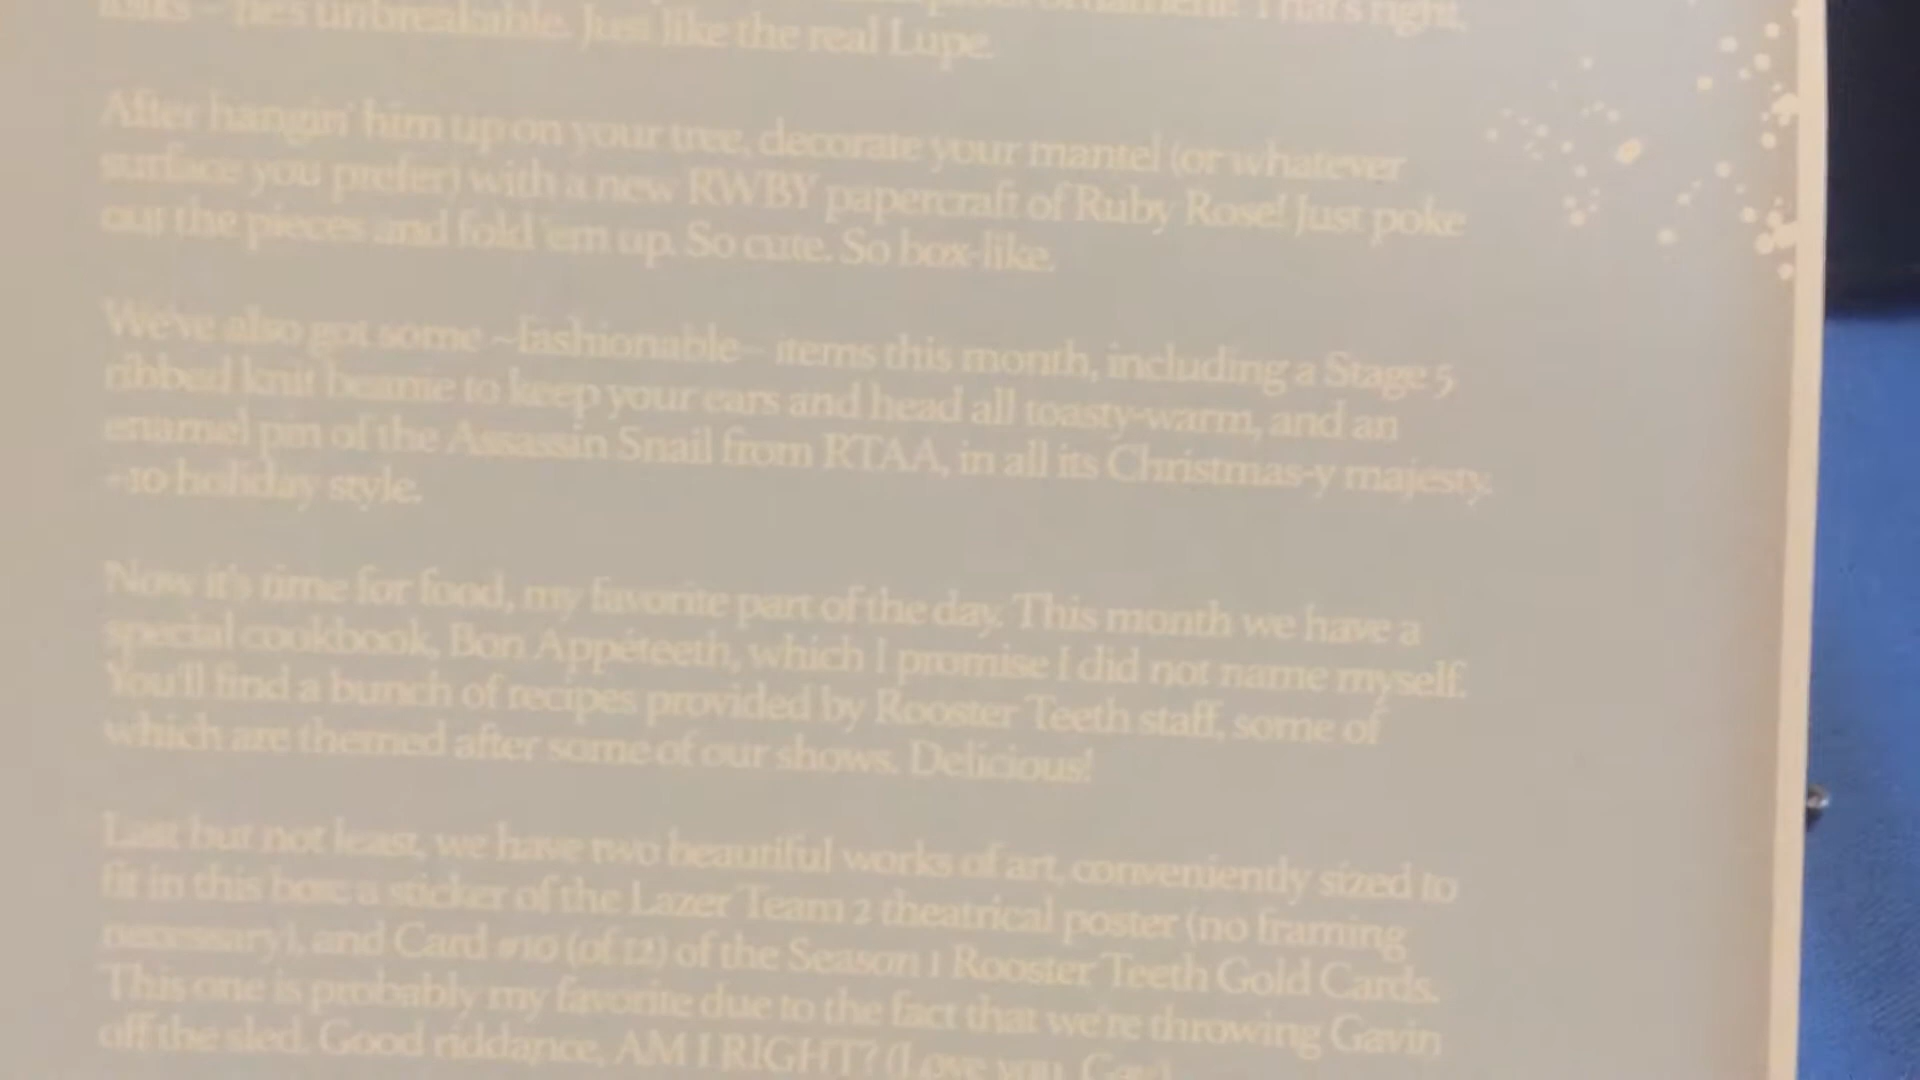 ornament! That's right,
folks – he's unbreakable. Just like the real Lupe.
After hangin' him up on your tree, decorate your mantel (or whatever
surface you prefer) with a new RWBY papercraft of Ruby Rose! Just poke
out the pieces and fold 'em up. So cute. So box-like.
We've also got some ~fashionable~ items this month, including a Stage 5
ribbed knit beanie to keep your ears and head all toasty-warm, and an
enamel pin of the Assassin Snail from RTAA, in all its Christmas-y majesty.
+10 holiday style.
Now it's time for food, my favorite part of the day. This month we have a
special cookbook, Bon Appéteeth, which I promise I did not name myself.
You'll find a bunch of recipes provided by Rooster Teeth staff, some of
which are themed after some of our shows. Delicious!
Last but not least, we have two beautiful works of art, conveniently sized to
fit in this box: a sticker of the Lazer Team 2 theatrical poster (no framing
necessary), and Card #10 (of 12) of the Season 1 Rooster Teeth Gold Cards.
This one is probably my favorite due to the fact that we're throwing Gavin
off the sled. Good riddance, AM I RIGHT? (Love you, Gav)